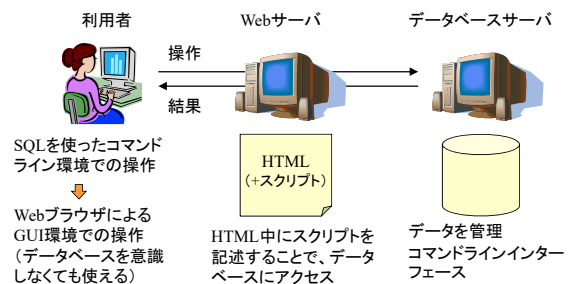 利用者
Webサーバ
データベースサーバ
操作
結果
SQLを使ったコマンド
ライン環境での操作
Webブラウザによる
GUI環境での操作
(データベースを意識
しなくても使える)
HTML
(+スクリプト)
HTML中にスクリプトを
記述することで、データ
ベースにアクセス
データを管理
コマンドラインインター
フェース